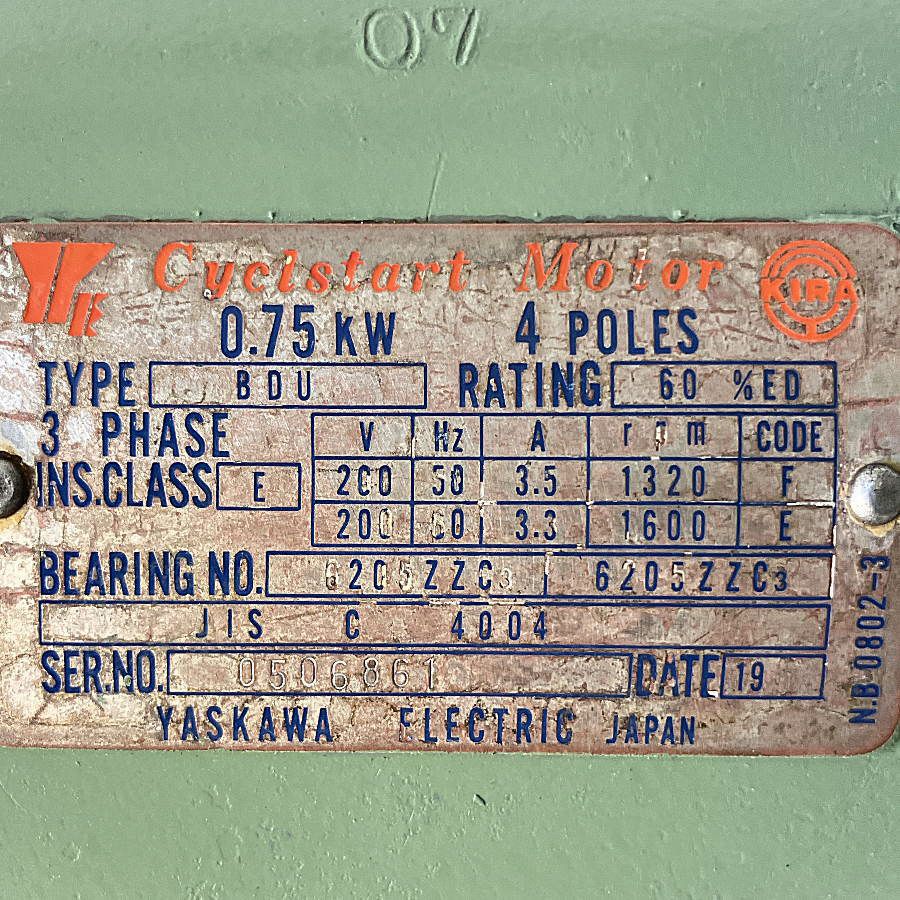 07
Cyclstart Motor
KIRA
0.75 KW 4 POLES
TYPE BDU RATING 60 %ED
3 PHASE V Hz A rpm CODE
INS.CLASS E 200 50 3.5 1320 F
200 60 3.3 1600 E
BEARING NO. 6205ZZC3 6205ZZC3
JIS C 4004
SER.NO. 0506861 DATE 19
YASKAWA ELECTRIC JAPAN
N.B 0802-3